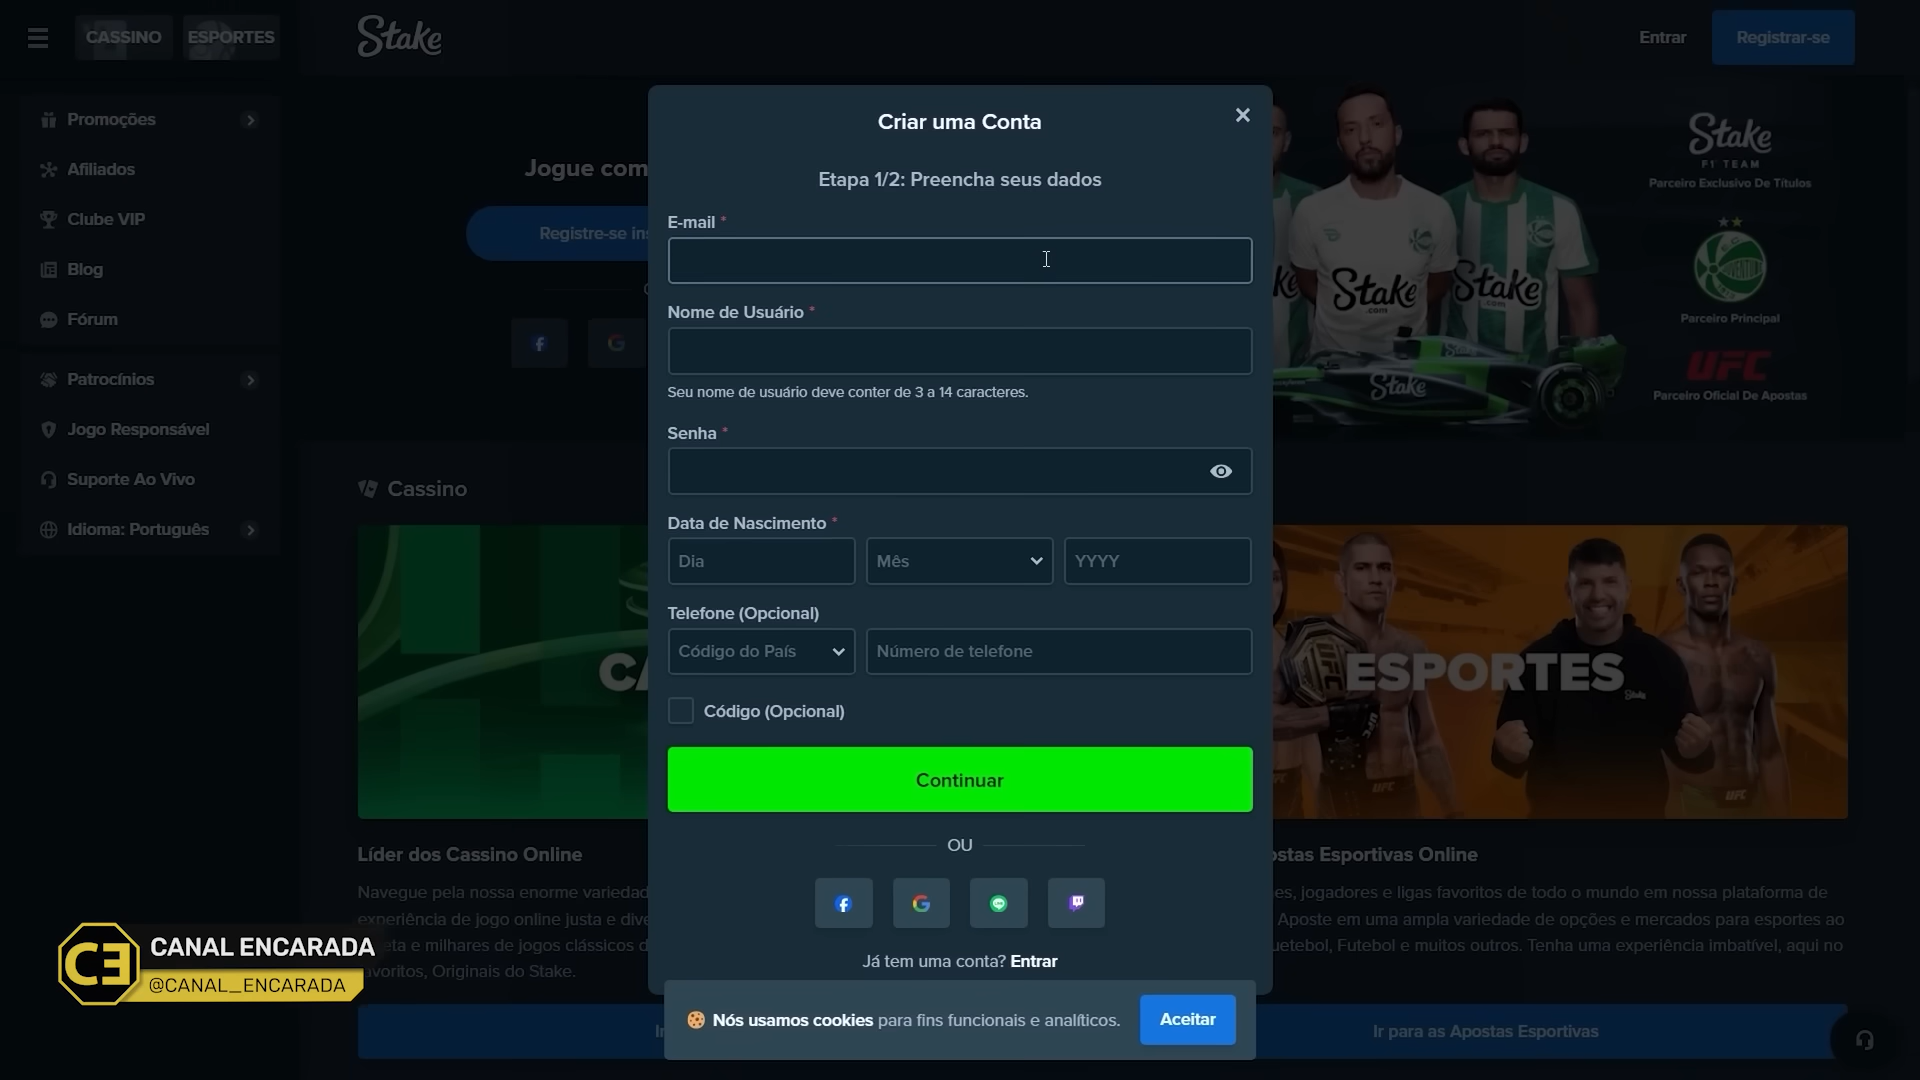 CASSINO
ESPORTES
Stake
Entrar
Registrar-se
Promoções
Afiliados
Clube VIP
Blog
Fórum
Patrocínios
Jogo Responsável
Suporte Ao Vivo
Idioma: Português
Jogue com
Registre-se
Criar uma Conta
Etapa 1/2: Preencha seus dados
E-mail *
Nome de Usuário *
Seu nome de usuário deve conter de 3 a 14 caracteres.
Senha *
Data de Nascimento *
Dia
Mês
YYYY
Telefone (Opcional)
Código do País
Número de telefone
Código (Opcional)
Continuar
OU
Já tem uma conta? Entrar
Nós usamos cookies para fins funcionais e analíticos.
Aceitar
Stake
F1 TEAM
Parceiro Exclusivo De Títulos
Parceiro Principal
UFC
Parceiro Oficial De Apostas
Stake
.com
Stake
.com
Stake
Cassino
ESPORTES
Líder dos Cassino Online
Navegue pela nossa enorme
experiência de jogo online justa e
e milhares de jogos clássicos
Originais do Stake.
Esportivas Online
jogadores e ligas favoritos de todo o mundo em nossa plataforma de
Aposte em uma ampla variedade de opções e mercados para esportes ao
Futebol e muitos outros. Tenha uma experiência imbatível, aqui no
Ir para as Apostas Esportivas
CE
CANAL ENCARADA
@CANAL_ENCARADA